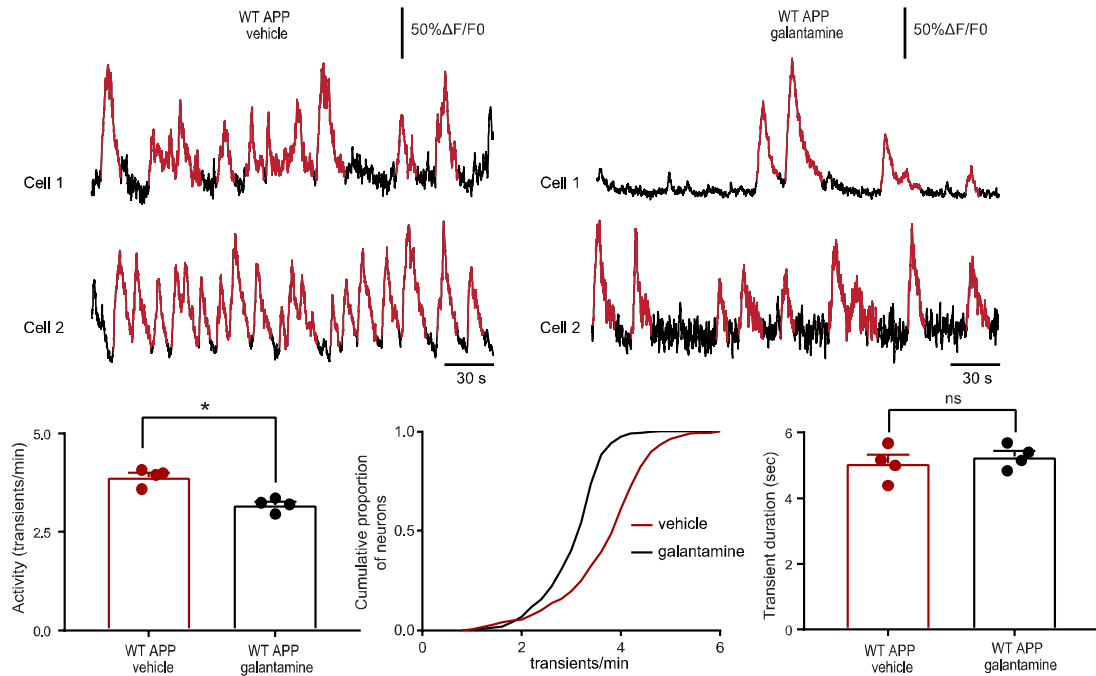 WT APP
vehicle
50%ΔF/F0
WT APP
galantamine
50%ΔF/F0
Cell 1
Cell 1
Cell 2
Cell 2
30 s
30 s
*
5.0
2.5
0.0
Activity (transients/min)
WT APP
vehicle
WT APP
galantamine
1.0
0.5
0.0
Cumulative proportion
of neurons
vehicle
galantamine
2
4
6
transients/min
ns
6
4
2
0
Transient duration (sec)
WT APP
vehicle
WT APP
galantamine